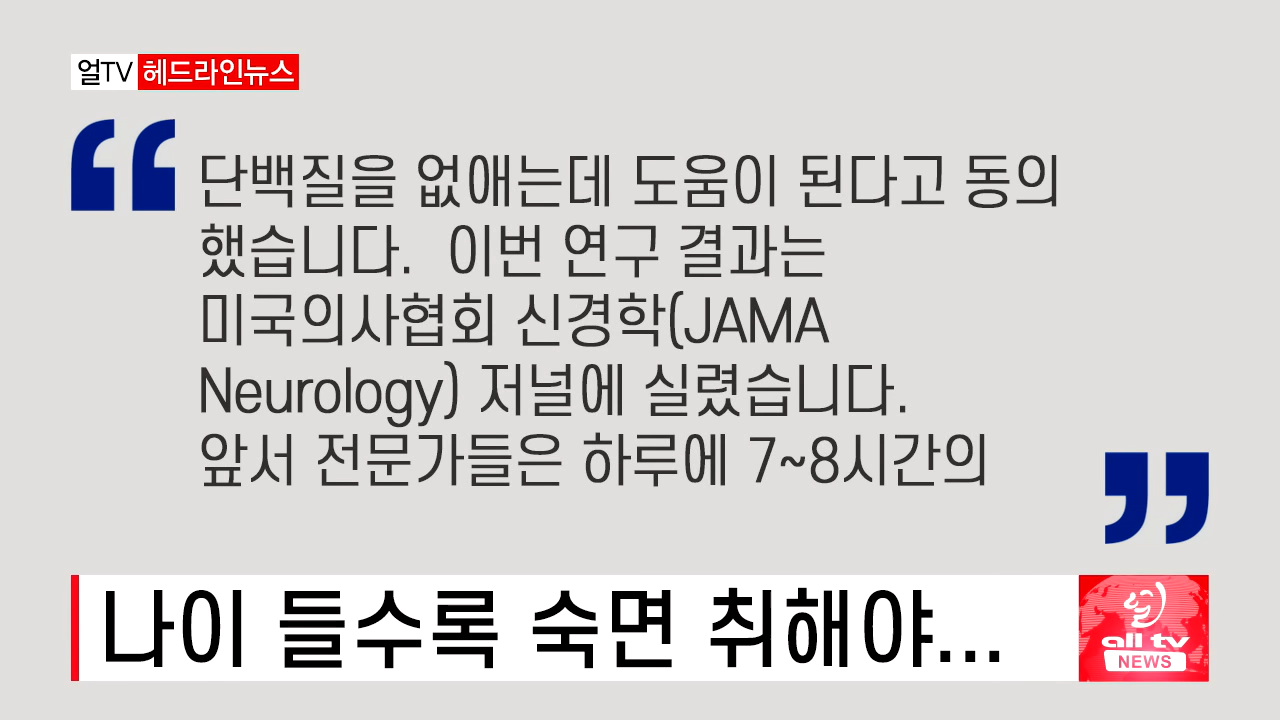 얼TV 헤드라인뉴스
단백질을 없애는데 도움이 된다고 동의
했습니다.  이번 연구 결과는
미국의사협회 신경학(JAMA
Neurology) 저널에 실렸습니다.
앞서 전문가들은 하루에 7~8시간의
나이 들수록 숙면 취해야...
얼
all tv
NEWS